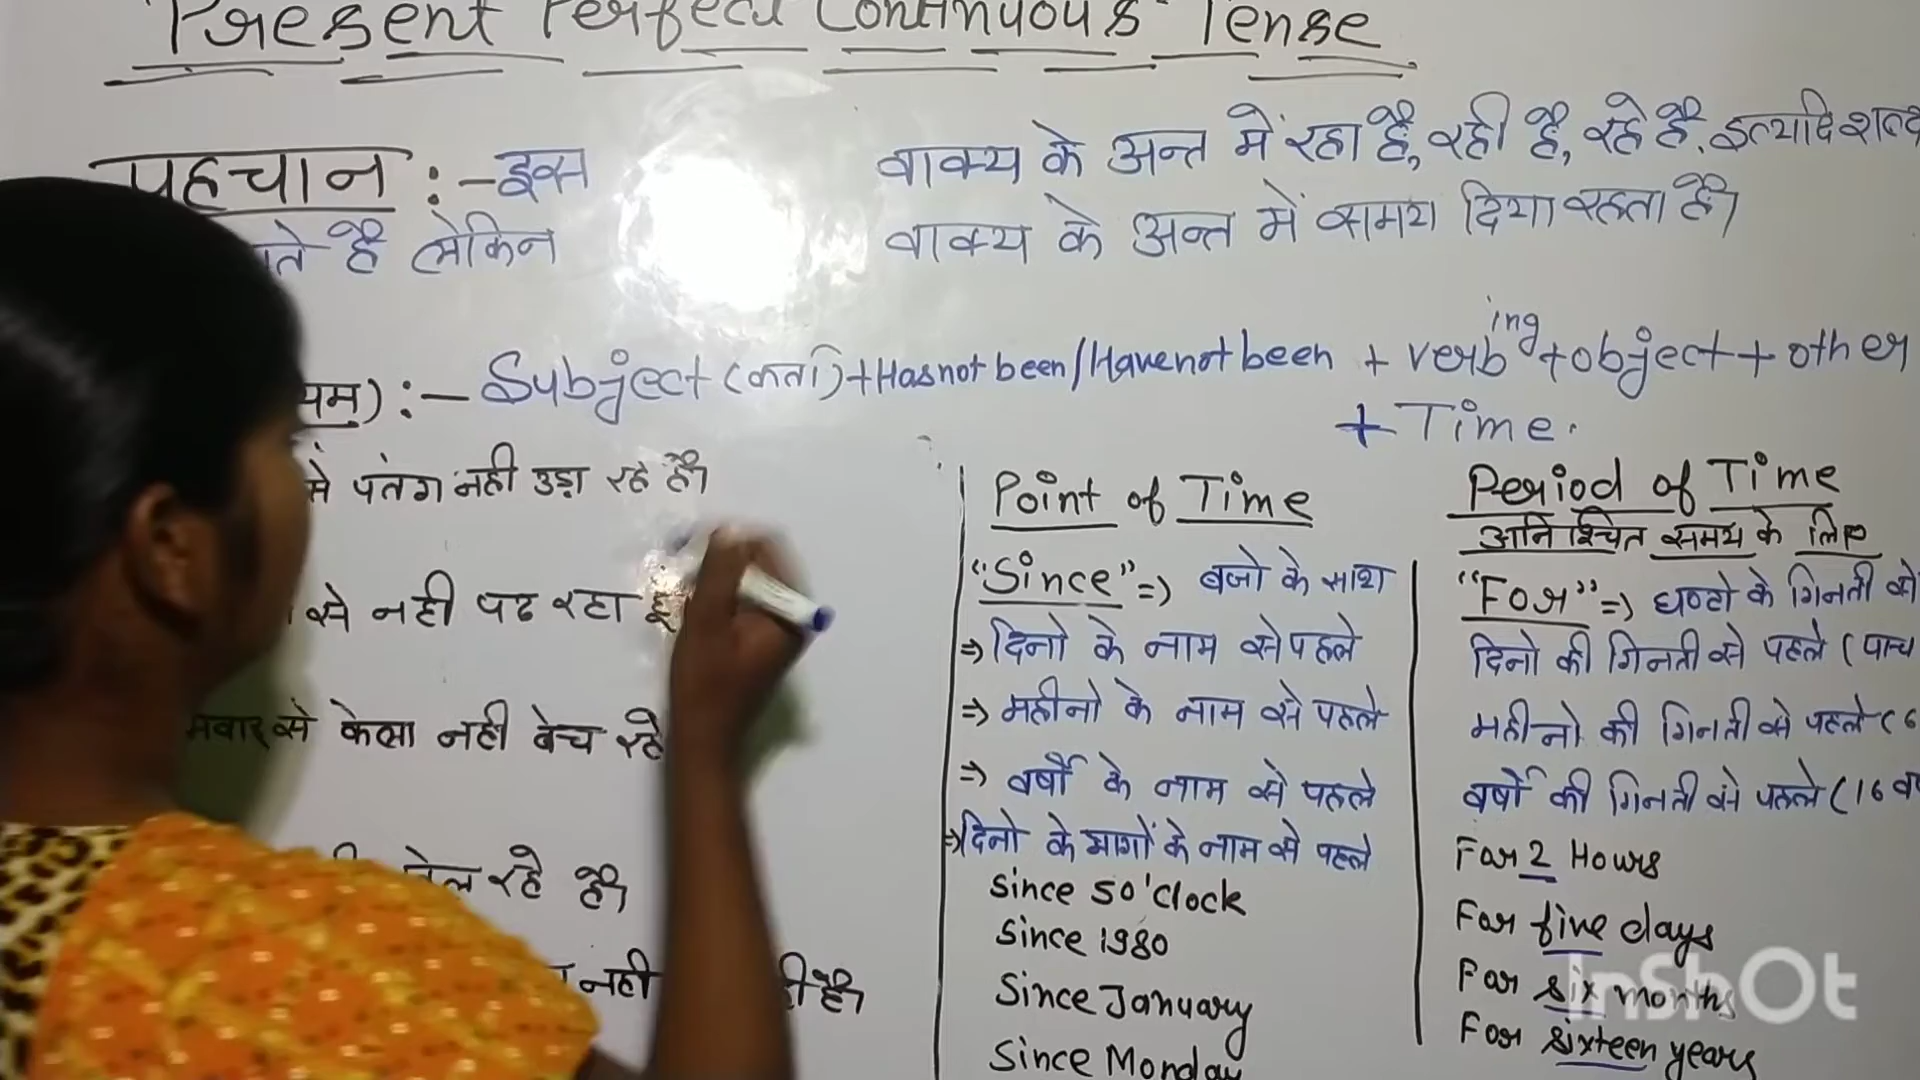 Present Perfect Continuous Tense
पहचान :- इस वाक्य के अन्त में रहा है, रही है, रहे है, इत्यादि शब्द
है लेकिन वाक्य के अन्त में समय दिया रहता है।
:- Subject (कर्ता) + Has not been / Have not been + verb ing + object + other
+ Time.
से पंतग नही उड़ा रहे है।
से नही पढ रहा
से केला नही बेच रहे
रहे है।
नही है।
Point of Time
"Since" => बजो के साथ
=> दिनो के नाम से पहले
=> महीनो के नाम से पहले
=> वर्षों के नाम से पहले
=> दिनो के भागों के नाम से पहले
Since 5 o'clock
Since 1980
Since January
Since Monday
Period of Time
अनिश्चित समय के लिए
"For" => घण्टो के गिनती से
दिनो की गिनती से पहले (पान्च
महीनो की गिनती से पहले (6
वर्षों की गिनती से पहले (16
For 2 Hours
For five days
For six months
For sixteen years
InShOt